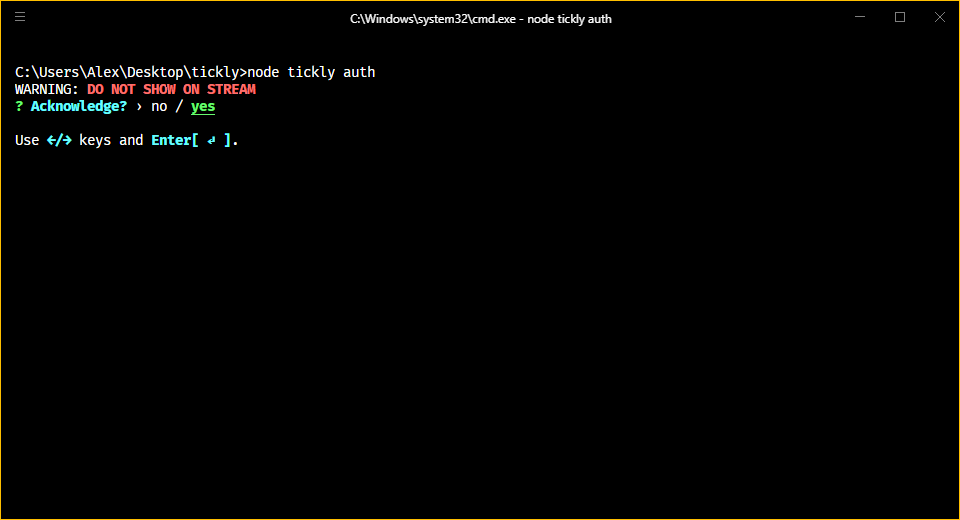 C:\Windows\system32\cmd.exe - node tickly auth
C:\Users\Alex\Desktop\tickly>node tickly auth
WARNING: DO NOT SHOW ON STREAM
? Acknowledge? › no / yes
Use ←/→ keys and Enter[ ⏎ ].